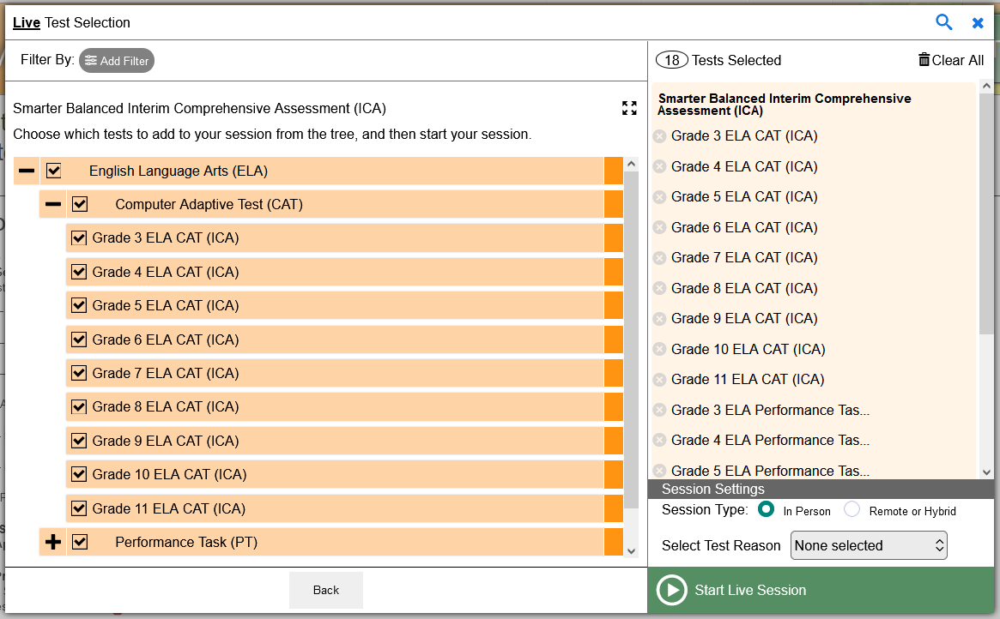 Live Test Selection
Filter By: Add Filter
Smarter Balanced Interim Comprehensive Assessment (ICA)
Choose which tests to add to your session from the tree, and then start your session.
English Language Arts (ELA)
Computer Adaptive Test (CAT)
Grade 3 ELA CAT (ICA)
Grade 4 ELA CAT (ICA)
Grade 5 ELA CAT (ICA)
Grade 6 ELA CAT (ICA)
Grade 7 ELA CAT (ICA)
Grade 8 ELA CAT (ICA)
Grade 9 ELA CAT (ICA)
Grade 10 ELA CAT (ICA)
Grade 11 ELA CAT (ICA)
Performance Task (PT)
Back
18 Tests Selected
Clear All
Smarter Balanced Interim Comprehensive
Assessment (ICA)
Grade 3 ELA CAT (ICA)
Grade 4 ELA CAT (ICA)
Grade 5 ELA CAT (ICA)
Grade 6 ELA CAT (ICA)
Grade 7 ELA CAT (ICA)
Grade 8 ELA CAT (ICA)
Grade 9 ELA CAT (ICA)
Grade 10 ELA CAT (ICA)
Grade 11 ELA CAT (ICA)
Grade 3 ELA Performance Tas...
Grade 4 ELA Performance Tas...
Grade 5 ELA Performance Tas...
Session Settings
Session Type: In Person Remote or Hybrid
Select Test Reason None selected
Start Live Session